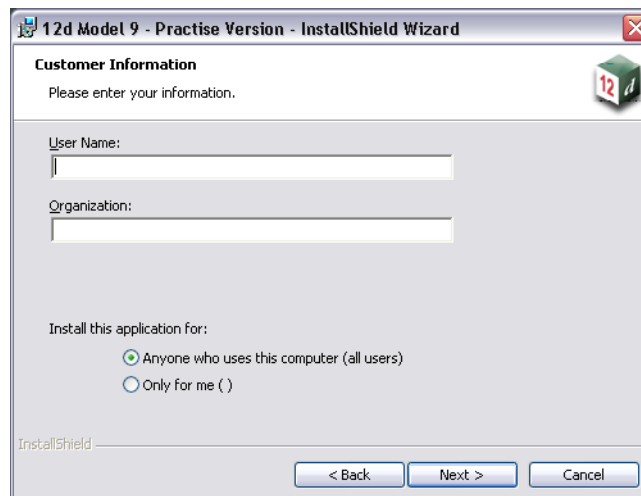 12d Model 9 - Practise Version - InstallShield Wizard
Customer Information
Please enter your information.
12 d
User Name:
Organization:
Install this application for:
Anyone who uses this computer (all users)
Only for me ( )
InstallShield
< Back Next > Cancel